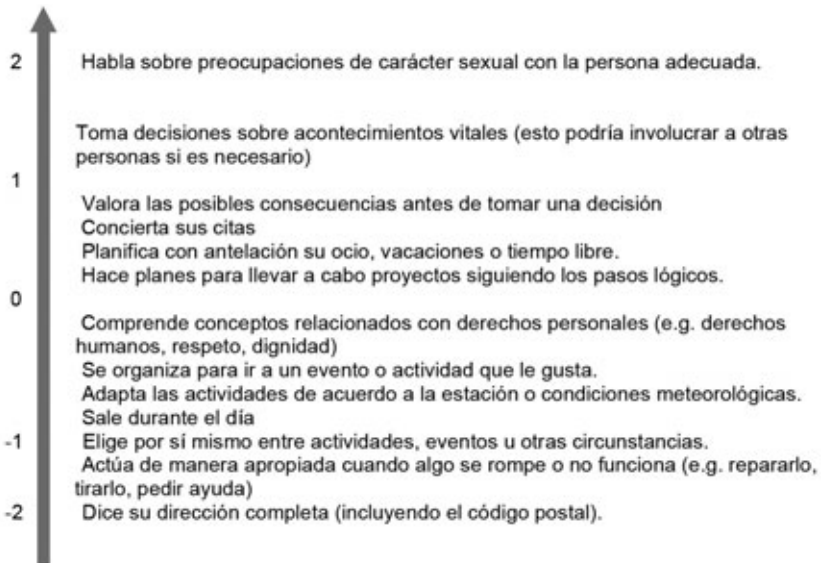 2
Habla sobre preocupaciones de carácter sexual con la persona adecuada.
Toma decisiones sobre acontecimientos vitales (esto podría involucrar a otras
personas si es necesario)
1
Valora las posibles consecuencias antes de tomar una decisión
Concierta sus citas
Planifica con antelación su ocio, vacaciones o tiempo libre.
Hace planes para llevar a cabo proyectos siguiendo los pasos lógicos.
0
Comprende conceptos relacionados con derechos personales (e.g. derechos
humanos, respeto, dignidad)
Se organiza para ir a un evento o actividad que le gusta.
Adapta las actividades de acuerdo a la estación o condiciones meteorológicas.
Sale durante el día
-1
Elige por sí mismo entre actividades, eventos u otras circunstancias.
Actúa de manera apropiada cuando algo se rompe o no funciona (e.g. repararlo,
tirarlo, pedir ayuda)
-2
Dice su dirección completa (incluyendo el código postal).